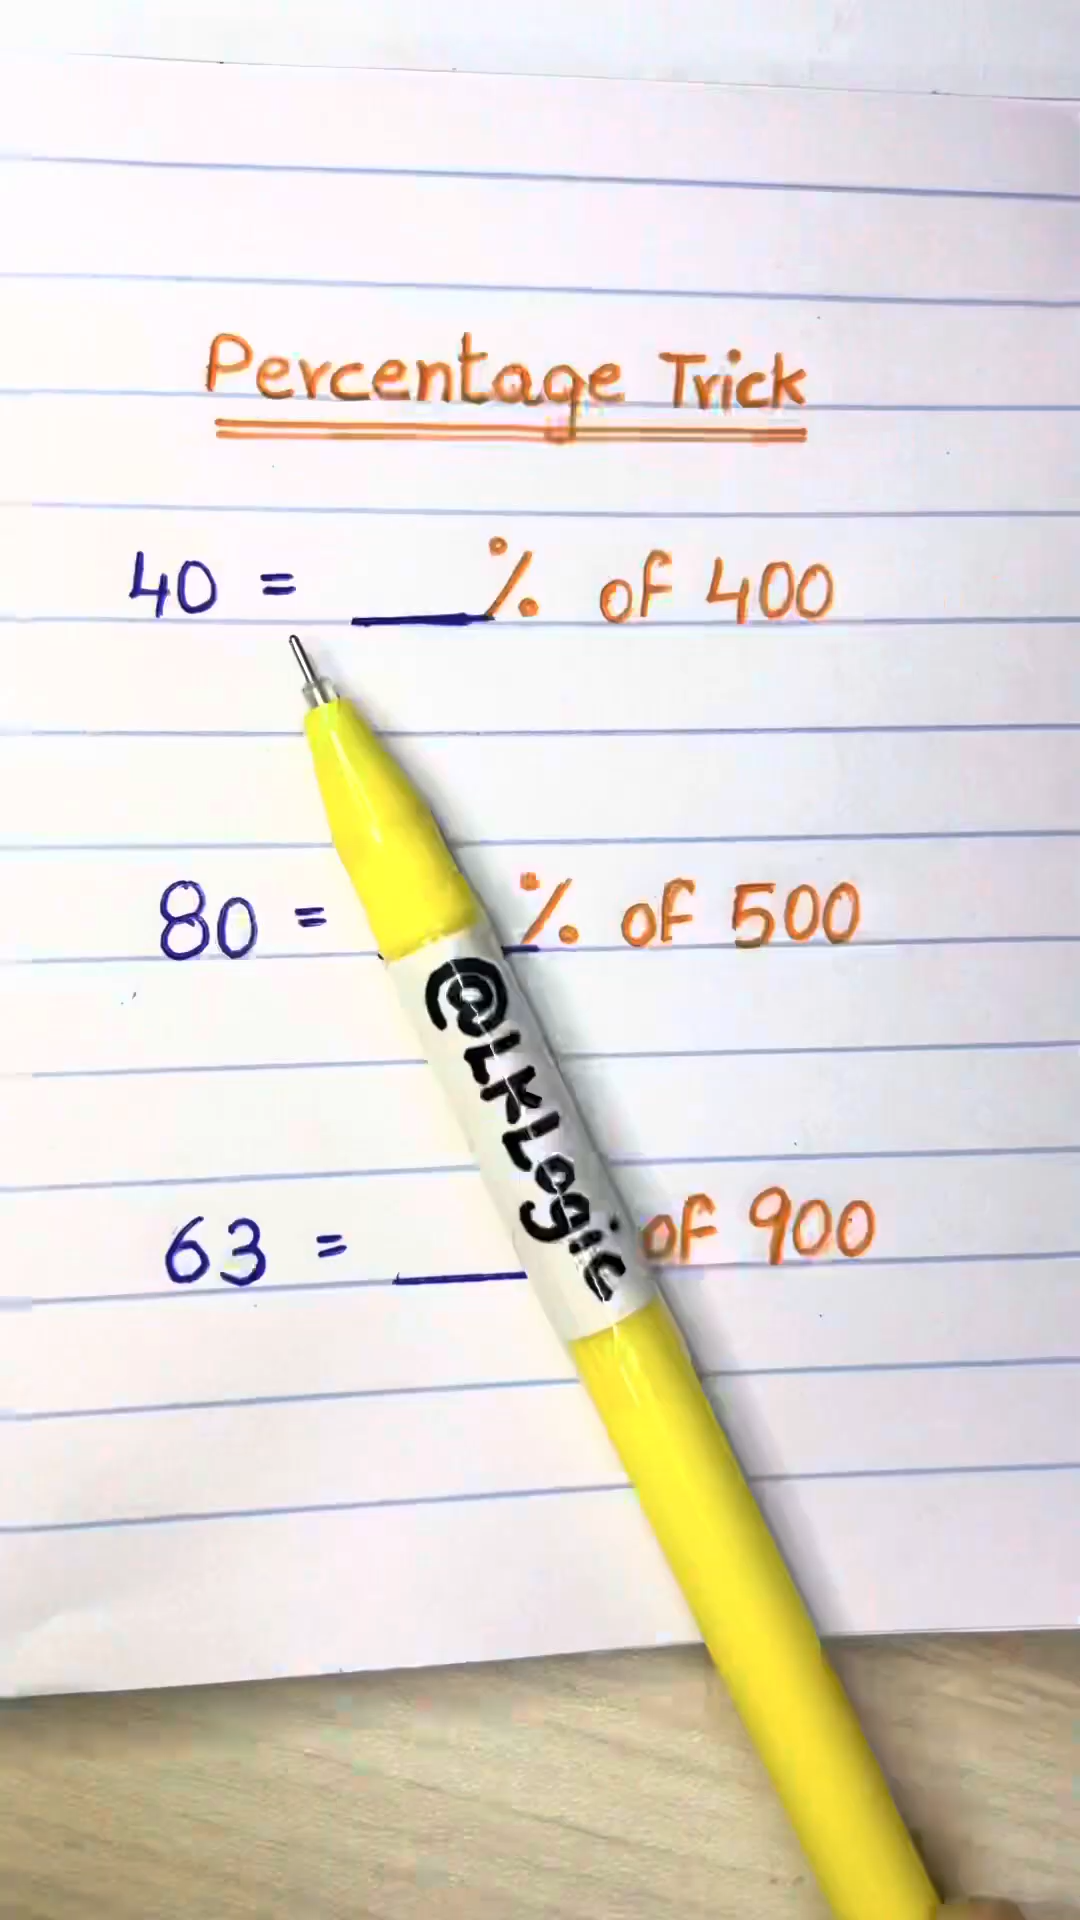 Percentage Trick
40 = ___% of 400
80 = _% of 500
63 = ___ of 900
@LKLogic